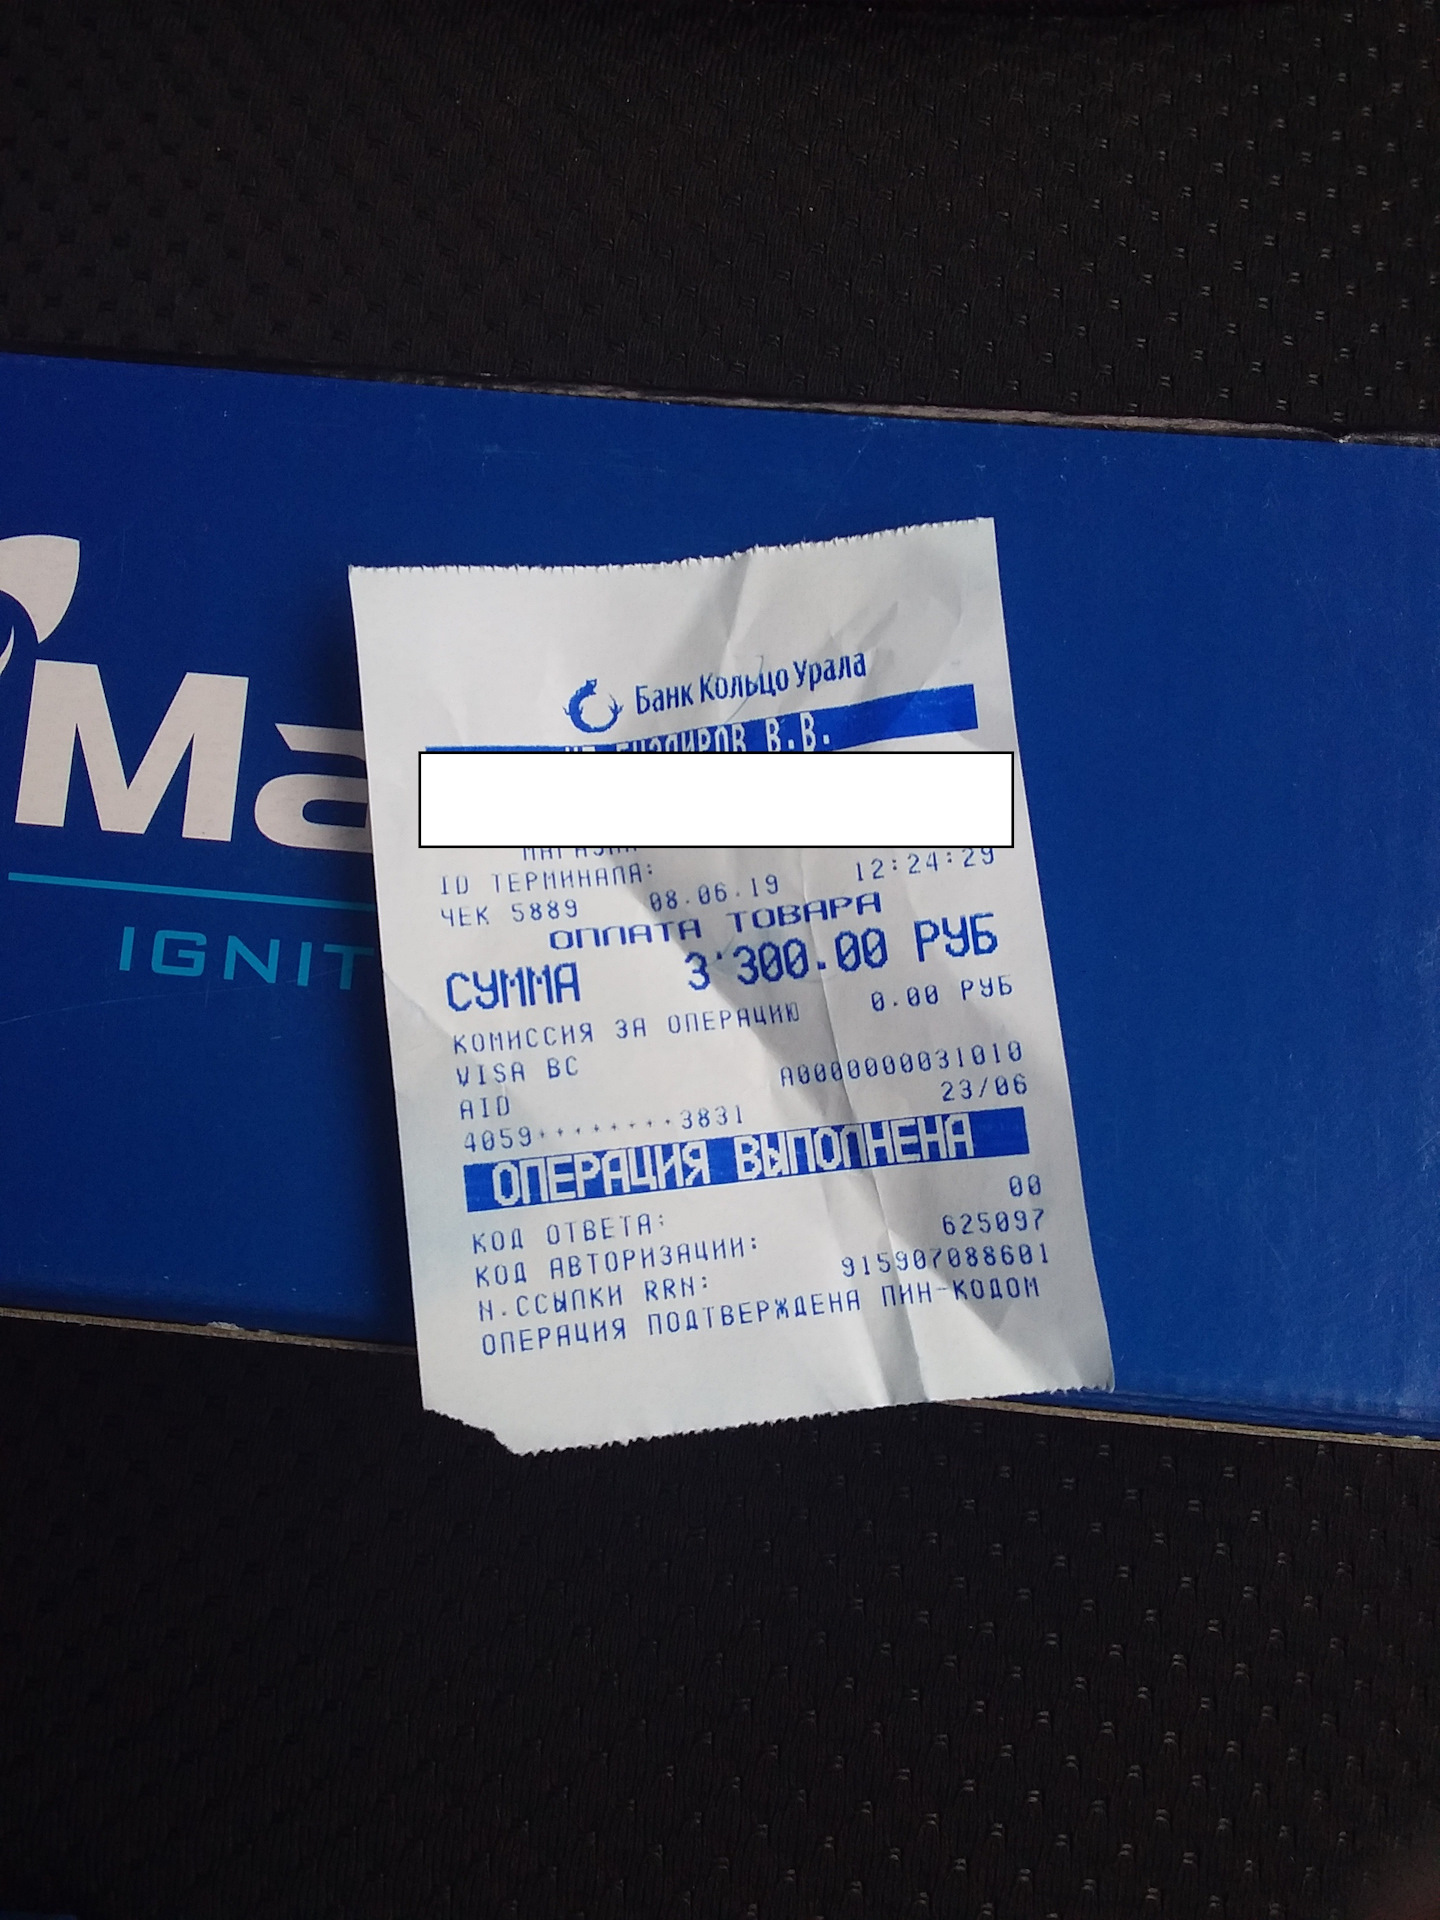 Ma
IGNIT
Банк Кольцо Урала
В.В.
ID ТЕРМИНАЛА:
ЧЕК 5889 08.06.19 12:24:29
ОПЛАТА ТОВАРА
СУММА 3'300.00 РУБ
КОМИССИЯ ЗА ОПЕРАЦИЮ 0.00 РУБ
VISA BC
AID A0000000031010
4059********3831 23/06
ОПЕРАЦИЯ ВЫПОЛНЕНА
КОД ОТВЕТА: 00
КОД АВТОРИЗАЦИИ: 625097
Н.ССЫЛКИ RRN: 915907088601
ОПЕРАЦИЯ ПОДТВЕРЖДЕНА ПИН-КОДОМ